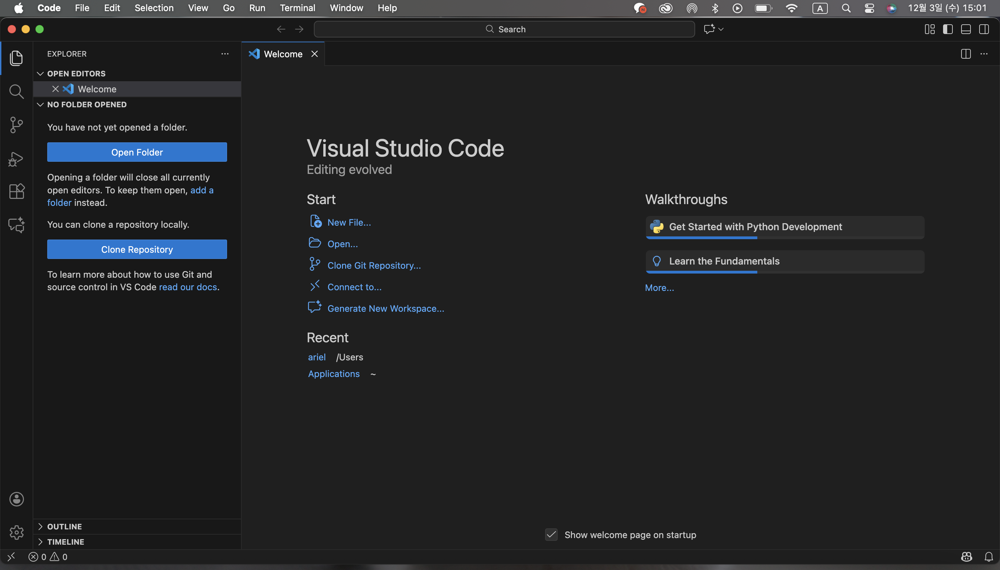 Code File Edit Selection View Go Run Terminal Window Help
N A 12월 3일 (수) 15:01
Search
EXPLORER
OPEN EDITORS
Welcome
NO FOLDER OPENED
You have not yet opened a folder.
Open Folder
Opening a folder will close all currently
open editors. To keep them open, add a
folder instead.
You can clone a repository locally.
Clone Repository
To learn more about how to use Git and
source control in VS Code read our docs.
OUTLINE
TIMELINE
Welcome
Visual Studio Code
Editing evolved
Start
New File...
Open...
Clone Git Repository...
Connect to...
Generate New Workspace...
Recent
ariel /Users
Applications ~
Walkthroughs
Get Started with Python Development
Learn the Fundamentals
More...
Show welcome page on startup
0 0